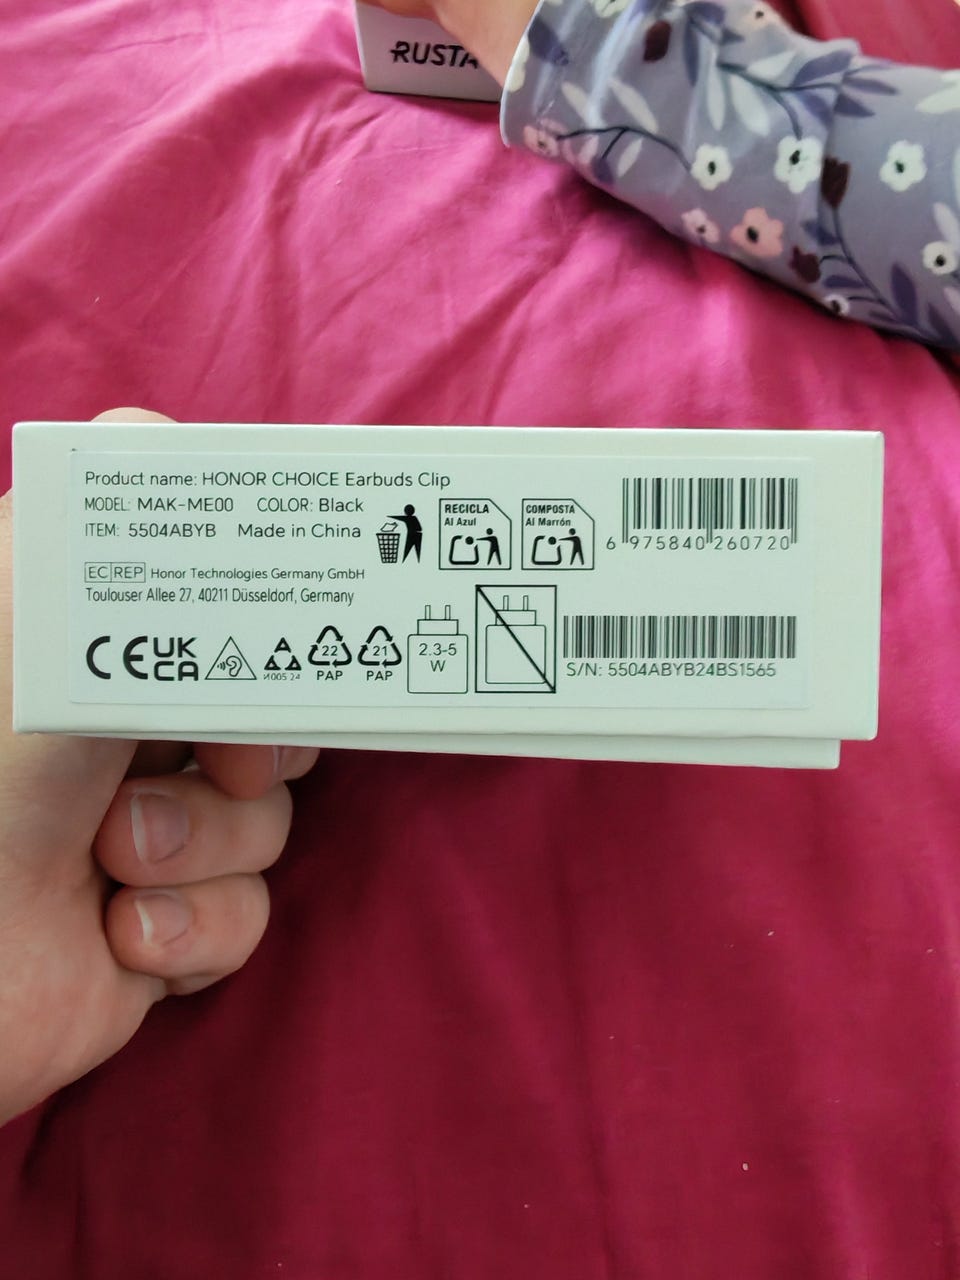 RUSTA
Product name: HONOR CHOICE Earbuds Clip
MODEL: MAK-ME00 COLOR: Black
ITEM: 5504ABYB Made in China
RECICLA
Al Azul
COMPOSTA
Al Marrón
6 975840 260720
EC REP Honor Technologies Germany GmbH
Toulouser Allee 27, 40211 Düsseldorf, Germany
CE UK
CA
22
PAP
21
PAP
2.3-5
W
S/N: 5504ABYB24BS1565